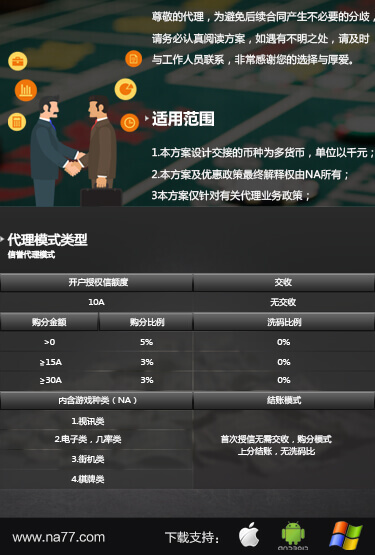 尊敬的代理，为避免后续合同产生不必要的分歧，
请务必认真阅读方案，如遇有不明之处，请及时
与工作人员联系，非常感谢您的选择与厚爱。
适用范围
1.本方案设计交接的币种为多货币，单位以千元；
2.本方案及优惠政策最终解释权由NA所有；
3本方案仅针对有关代理业务政策；
代理模式类型
信誉代理模式
开户授权信额度 交收
10A 无交收
购分金额 购分比例 洗码比例
>0 5% 0%
≧15A 3% 0%
≧30A 3% 0%
内含游戏种类（NA） 结账模式
1.视讯类
2.电子类，几率类
3.街机类
4.棋牌类
首次授信无需交收，购分模式
上分结账，无洗码比
www.na77.com 下载支持：
ANDROID